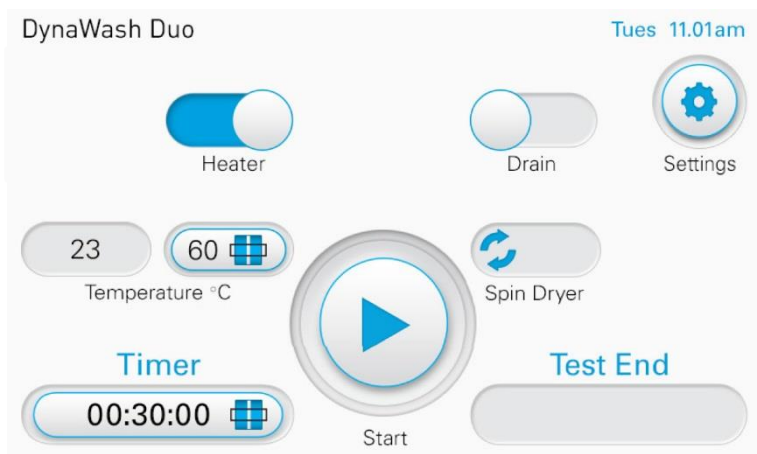 DynaWash Duo
Tues 11.01am
Heater
Drain
Settings
23
60
Temperature °C
Spin Dryer
Timer
Test End
00:30:00
Start